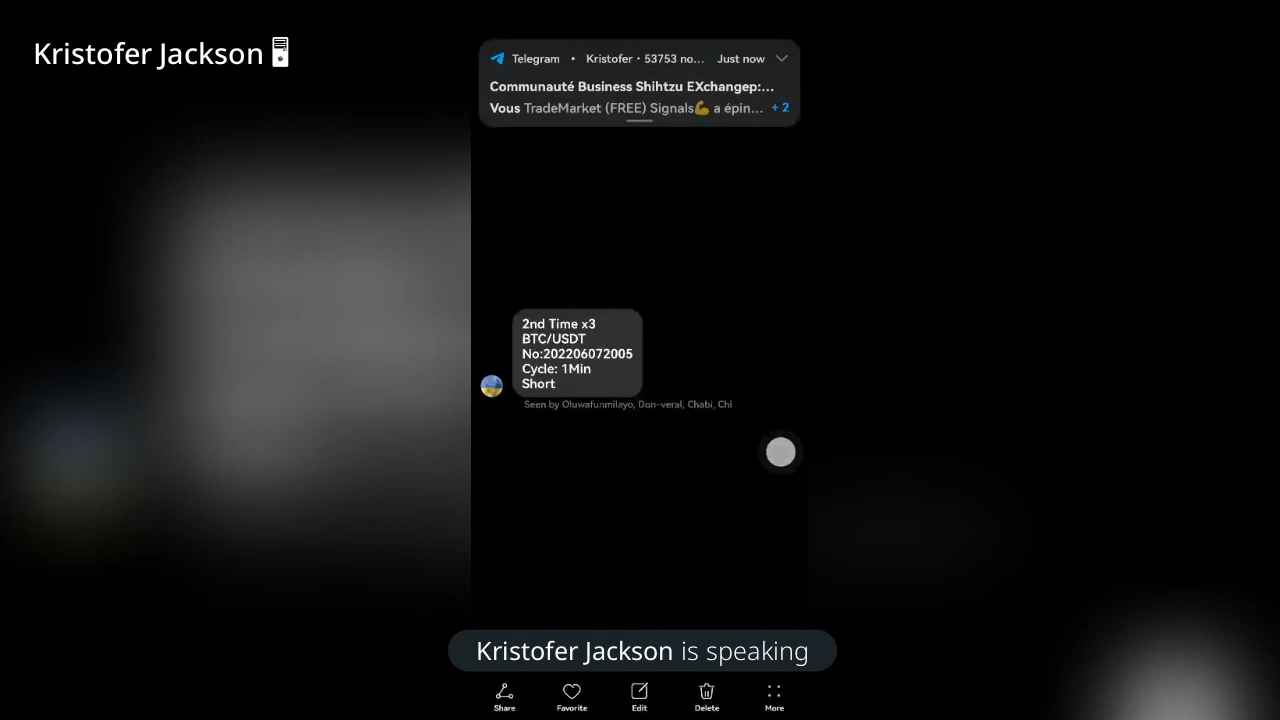 Kristofer Jackson
Telegram • Kristofer • 53753 no... Just now
Communauté Business Shihtzu EXchangep:...
Vous TradeMarket (FREE) Signals💪 a épin... + 2
2nd Time x3
BTC/USDT
No:202206072005
Cycle: 1Min
Short
Seen by Oluwafunmilayo, Don-veral, Chabi, Chi
Kristofer Jackson is speaking
Share Favorite Edit Delete More